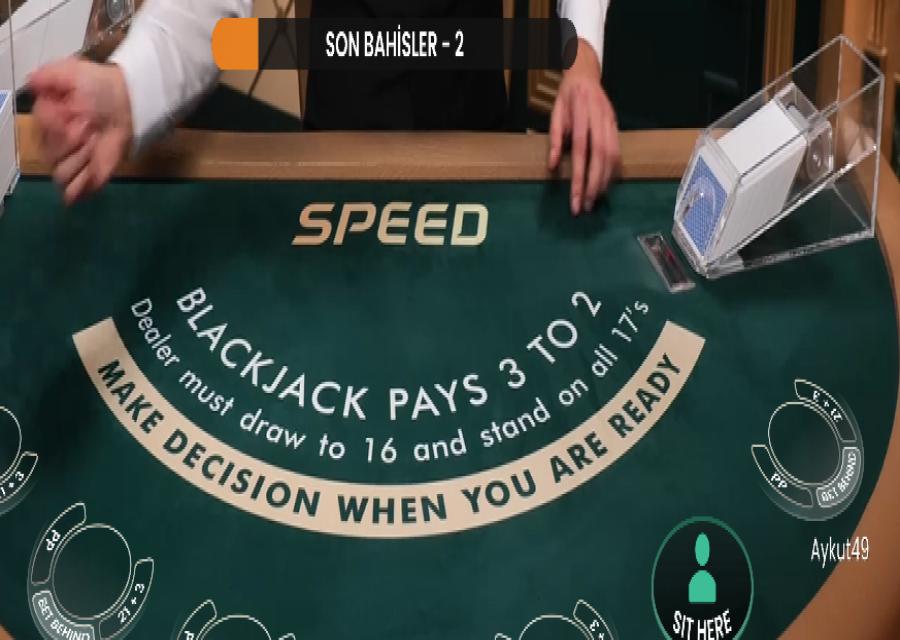 SON BAHİSLER - 2
SPEED
BLACKJACK PAYS 3 TO 2
Dealer must draw to 16 and stand on all 17's
MAKE DECISION WHEN YOU ARE READY
21 + 3
PP
BET BEHIND
Aykut49
PP
21 + 3
BET BEHIND
SIT HERE